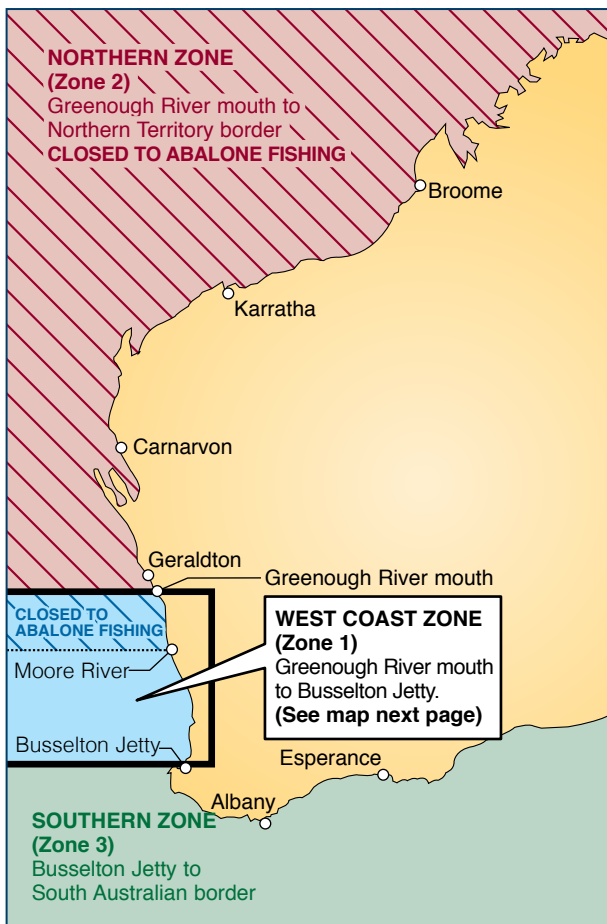 NORTHERN ZONE
(Zone 2)
Greenough River mouth to
Northern Territory border
CLOSED TO ABALONE FISHING
Broome
Karratha
Carnarvon
Geraldton
Greenough River mouth
CLOSED TO
ABALONE FISHING
Moore River
WEST COAST ZONE
(Zone 1)
Greenough River mouth
to Busselton Jetty.
(See map next page)
Busselton Jetty
Esperance
Albany
SOUTHERN ZONE
(Zone 3)
Busselton Jetty to
South Australian border